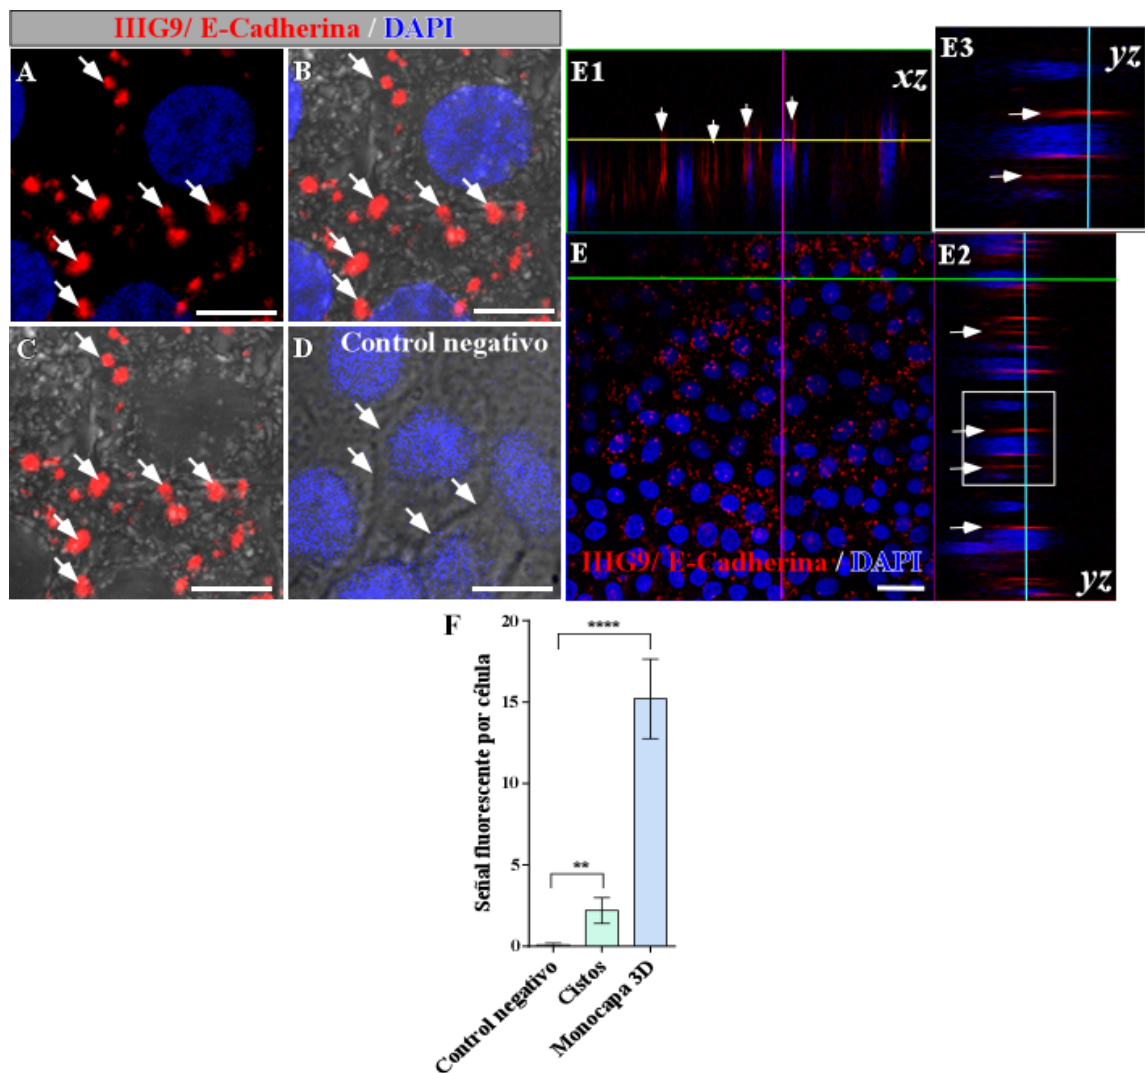 IIIG9/ E-Cadherina / DAPI
A
B
C
D
Control negativo
E1
xz
E3
yz
E
IIIG9/ E-Cadherina / DAPI
E2
yz
F
Señal fluorescente por célula
20
15
10
5
0
****
**
Control negativo
Cistos
Monocapa 3D